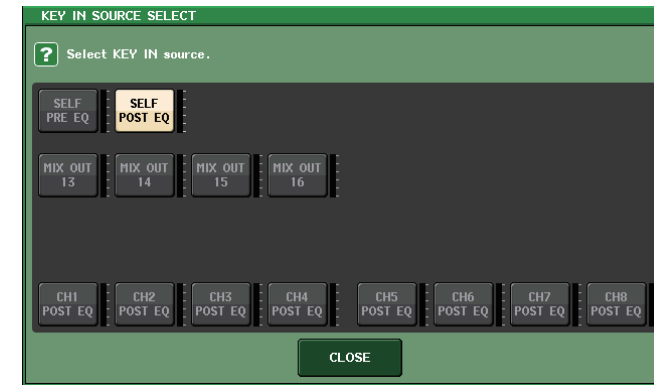 KEY IN SOURCE SELECT
? Select KEY IN source.
SELF
PRE EQ
SELF
POST EQ
MIX OUT
13
MIX OUT
14
MIX OUT
15
MIX OUT
16
CH1
POST EQ
CH2
POST EQ
CH3
POST EQ
CH4
POST EQ
CH5
POST EQ
CH6
POST EQ
CH7
POST EQ
CH8
POST EQ
CLOSE